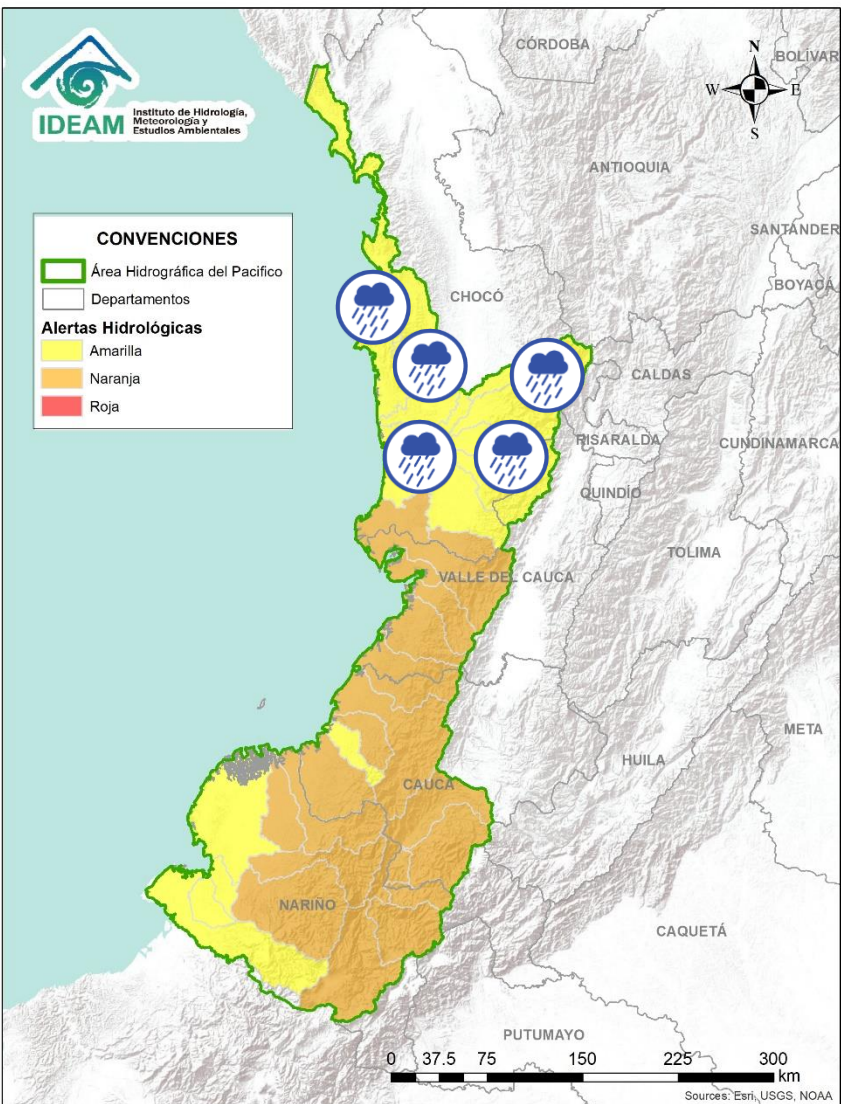 IDEAM
Instituto de Hidrología,
Meteorología y
Estudios Ambientales
N
W
E
S
CONVENCIONES
Área Hidrográfica del Pacifico
Departamentos
Alertas Hidrológicas
Amarilla
Naranja
Roja
CÓRDOBA
BOLÍVAR
ANTIOQUIA
SANTANDER
BOYACÁ
CHOCÓ
CALDAS
RISARALDA
CUNDINAMARCA
QUINDÍO
TOLIMA
VALLE DEL CAUCA
META
HUILA
CAUCA
NARIÑO
CAQUETÁ
PUTUMAYO
0 37.5 75 150 225 300
km
Sources: Esri, USGS, NOAA